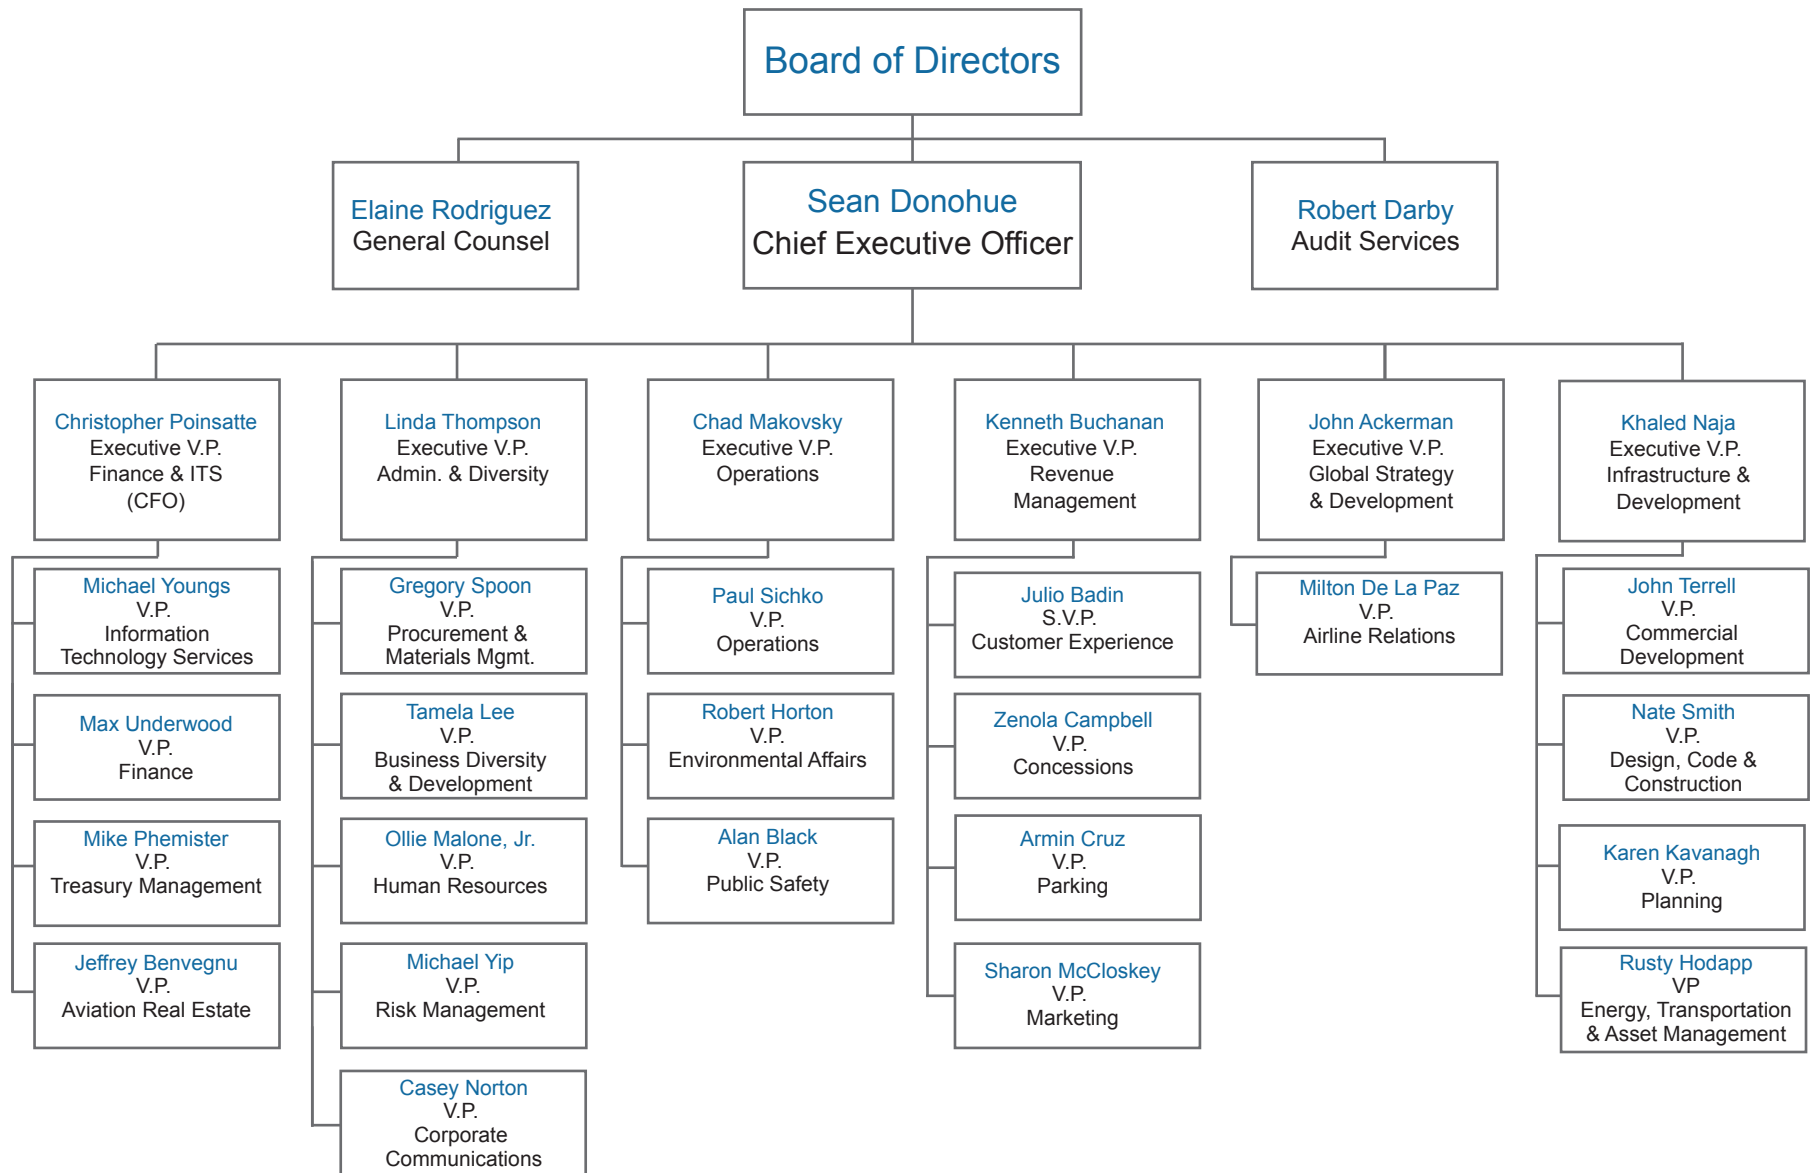 Board of Directors
Elaine Rodriguez
General Counsel
Sean Donohue
Chief Executive Officer
Robert Darby
Audit Services
Christopher Poinsatte
Executive V.P.
Finance & ITS
(CFO)
Linda Thompson
Executive V.P.
Admin. & Diversity
Chad Makovsky
Executive V.P.
Operations
Kenneth Buchanan
Executive V.P.
Revenue
Management
John Ackerman
Executive V.P.
Global Strategy
& Development
Khaled Naja
Executive V.P.
Infrastructure &
Development
Michael Youngs
V.P.
Information
Technology Services
Max Underwood
V.P.
Finance
Mike Phemister
V.P.
Treasury Management
Jeffrey Benvegnu
V.P.
Aviation Real Estate
Gregory Spoon
V.P.
Procurement &
Materials Mgmt.
Tamela Lee
V.P.
Business Diversity
& Development
Ollie Malone, Jr.
V.P.
Human Resources
Michael Yip
V.P.
Risk Management
Casey Norton
V.P.
Corporate
Communications
Paul Sichko
V.P.
Operations
Robert Horton
V.P.
Environmental Affairs
Alan Black
V.P.
Public Safety
Julio Badin
S.V.P.
Customer Experience
Zenola Campbell
V.P.
Concessions
Armin Cruz
V.P.
Parking
Sharon McCloskey
V.P.
Marketing
Milton De La Paz
V.P.
Airline Relations
John Terrell
V.P.
Commercial
Development
Nate Smith
V.P.
Design, Code &
Construction
Karen Kavanagh
V.P.
Planning
Rusty Hodapp
VP
Energy, Transportation
& Asset Management